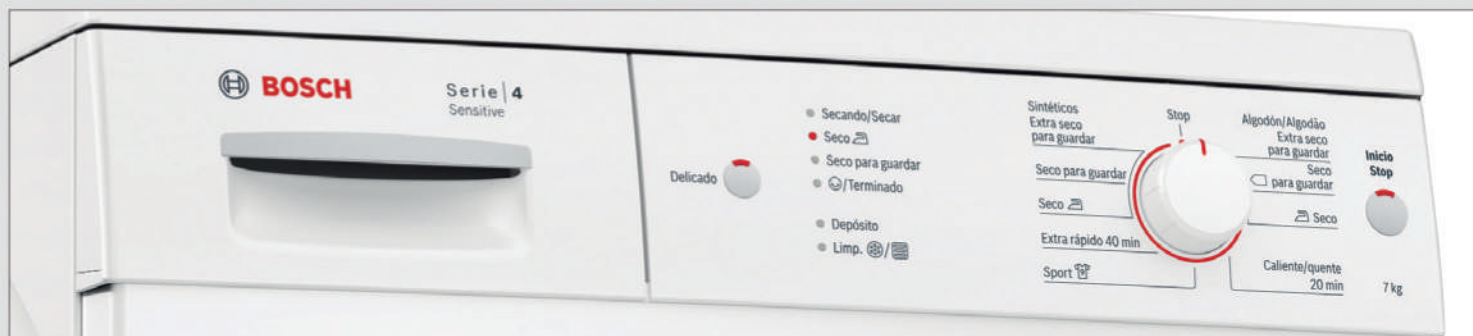 BOSCH
Serie | 4
Sensitive
Delicado
Secando/Secar
Seco
Seco para guardar
/Terminado
Depósito
Limp. /
Sintéticos
Extra seco
para guardar
Seco para guardar
Seco
Extra rápido 40 min
Sport
Stop
Algodón/Algodão
Extra seco
para guardar
Seco
para guardar
Seco
Caliente/quente
20 min
Inicio
Stop
7 kg